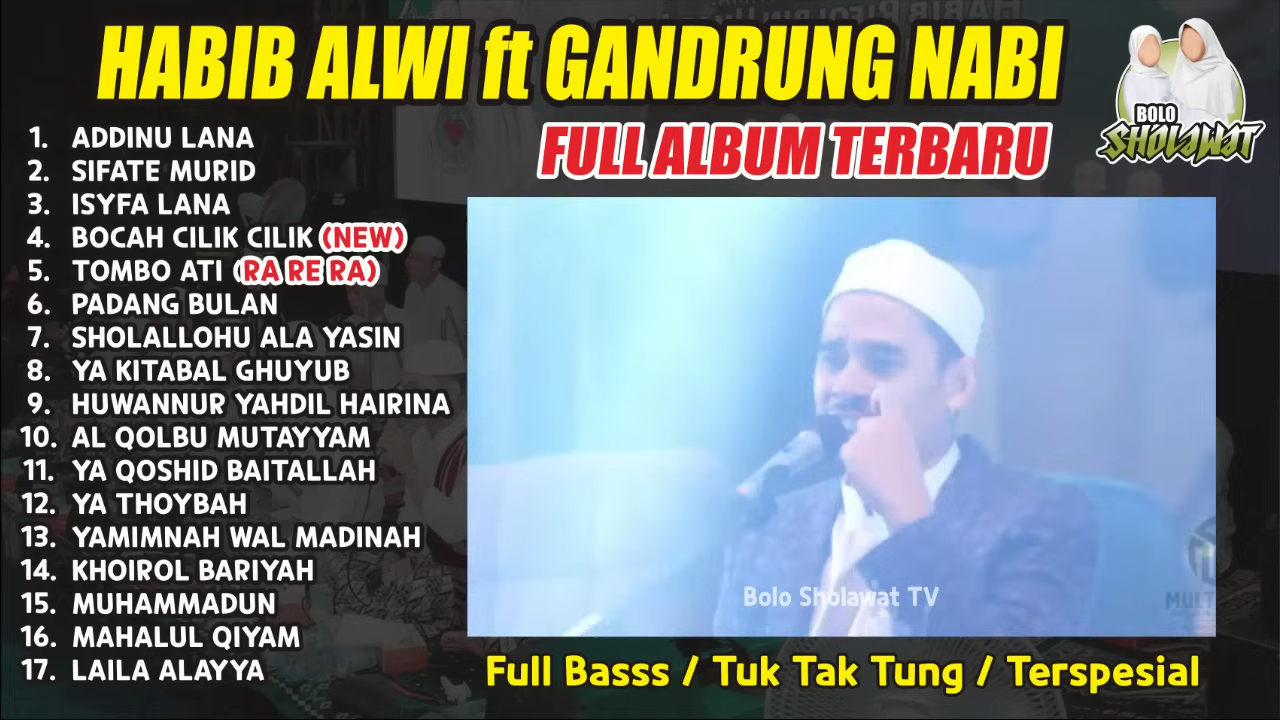 HABIB ALWI ft GANDRUNG NABI
BOLO
SHOLAWAT
FULL ALBUM TERBARU
1. ADDINU LANA
2. SIFATE MURID
3. ISYFA LANA
4. BOCAH CILIK CILIK (NEW)
5. TOMBO ATI (RA RE RA)
6. PADANG BULAN
7. SHOLALLOHU ALA YASIN
8. YA KITABAL GHUYUB
9. HUWANNUR YAHDIL HAIRINA
10. AL QOLBU MUTAYYAM
11. YA QOSHID BAITALLAH
12. YA THOYBAH
13. YAMIMNAH WAL MADINAH
14. KHOIROL BARIYAH
15. MUHAMMADUN
16. MAHALUL QIYAM
17. LAILA ALAYYA
Bolo Sholawat TV
Full Basss / Tuk Tak Tung / Terspesial